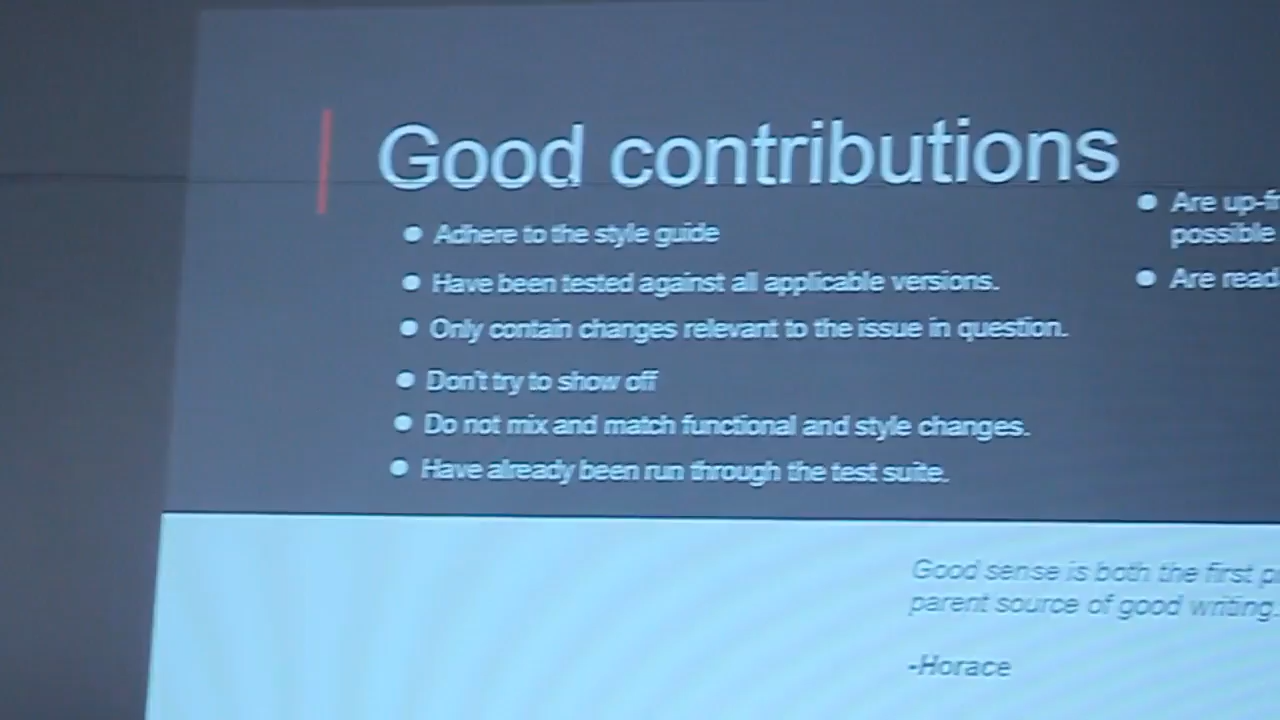 Good contributions
Adhere to the style guide
Have been tested against all applicable versions.
Only contain changes relevant to the issue in question.
Don't try to show off
Do not mix and match functional and style changes.
Have already been run through the test suite.
Are
possible
Are
Good sense is both the first
parent source of good writing.
-Horace